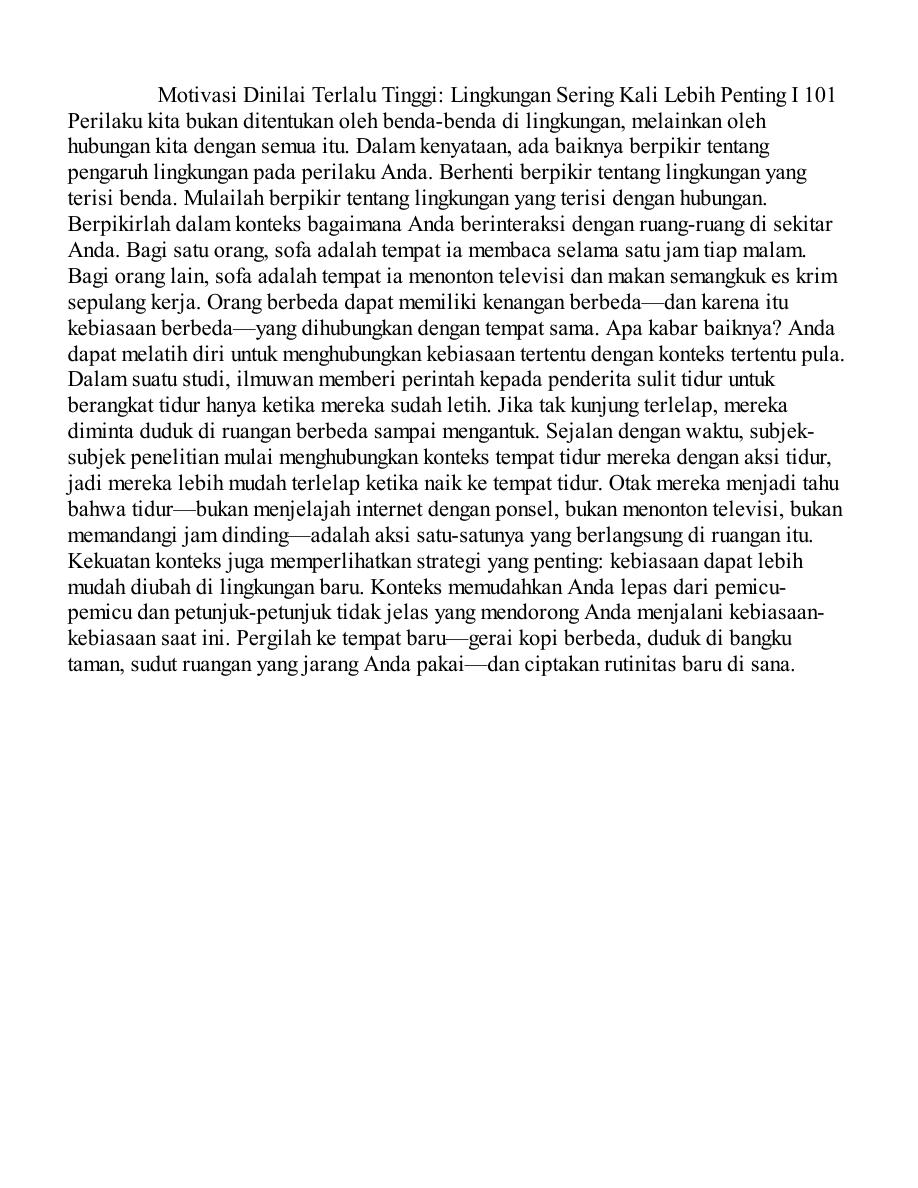 Motivasi Dinilai Terlalu Tinggi: Lingkungan Sering Kali Lebih Penting I 101
Perilaku kita bukan ditentukan oleh benda-benda di lingkungan, melainkan oleh
hubungan kita dengan semua itu. Dalam kenyataan, ada baiknya berpikir tentang
pengaruh lingkungan pada perilaku Anda. Berhenti berpikir tentang lingkungan yang
terisi benda. Mulailah berpikir tentang lingkungan yang terisi dengan hubungan.
Berpikirlah dalam konteks bagaimana Anda berinteraksi dengan ruang-ruang di sekitar
Anda. Bagi satu orang, sofa adalah tempat ia membaca selama satu jam tiap malam.
Bagi orang lain, sofa adalah tempat ia menonton televisi dan makan semangkuk es krim
sepulang kerja. Orang berbeda dapat memiliki kenangan berbeda—dan karena itu
kebiasaan berbeda—yang dihubungkan dengan tempat sama. Apa kabar baiknya? Anda
dapat melatih diri untuk menghubungkan kebiasaan tertentu dengan konteks tertentu pula.
Dalam suatu studi, ilmuwan memberi perintah kepada penderita sulit tidur untuk
berangkat tidur hanya ketika mereka sudah letih. Jika tak kunjung terlelap, mereka
diminta duduk di ruangan berbeda sampai mengantuk. Sejalan dengan waktu, subjek-
subjek penelitian mulai menghubungkan konteks tempat tidur mereka dengan aksi tidur,
jadi mereka lebih mudah terlelap ketika naik ke tempat tidur. Otak mereka menjadi tahu
bahwa tidur—bukan menjelajah internet dengan ponsel, bukan menonton televisi, bukan
memandangi jam dinding—adalah aksi satu-satunya yang berlangsung di ruangan itu.
Kekuatan konteks juga memperlihatkan strategi yang penting: kebiasaan dapat lebih
mudah diubah di lingkungan baru. Konteks memudahkan Anda lepas dari pemicu-
pemicu dan petunjuk-petunjuk tidak jelas yang mendorong Anda menjalani kebiasaan-
kebiasaan saat ini. Pergilah ke tempat baru—gerai kopi berbeda, duduk di bangku
taman, sudut ruangan yang jarang Anda pakai—dan ciptakan rutinitas baru di sana.